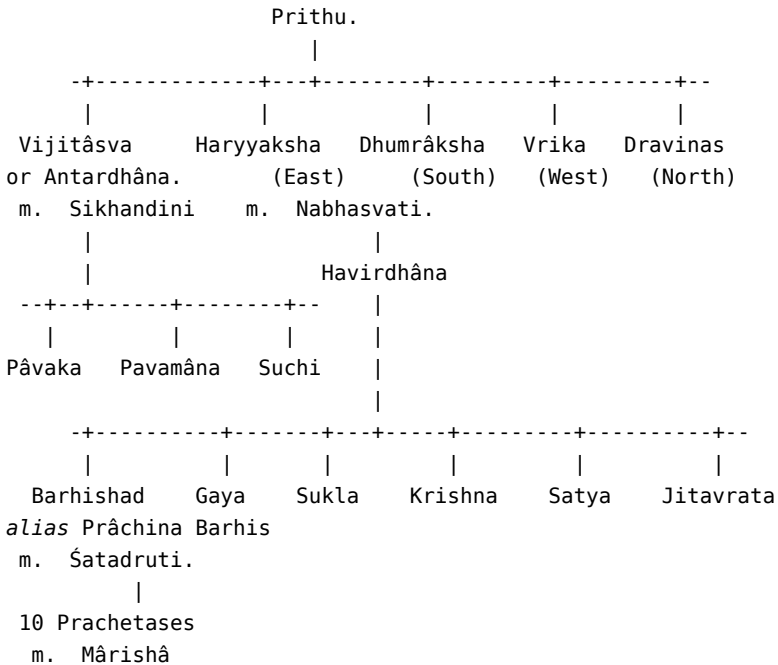 Prithu.
|
-+-------------+---+--------+---------+---------+--
| | | | |
Vijitâsva Haryyaksha Dhumrâksha Vrika Dravinas
or Antardhâna. (East) (South) (West) (North)
m. Sikhandini m. Nabhasvati.
| |
| Havirdhâna
--+--+------+--------+-- |
| | | |
Pâvaka Pavamâna Suchi |
|
-+----------+-------+---+-----+---------+----------+--
| | | | | |
Barhishad Gaya Sukla Krishna Satya Jitavrata
alias Prâchina Barhis
m. Śatadruti.
|
10 Prachetases
m. Mârishâ